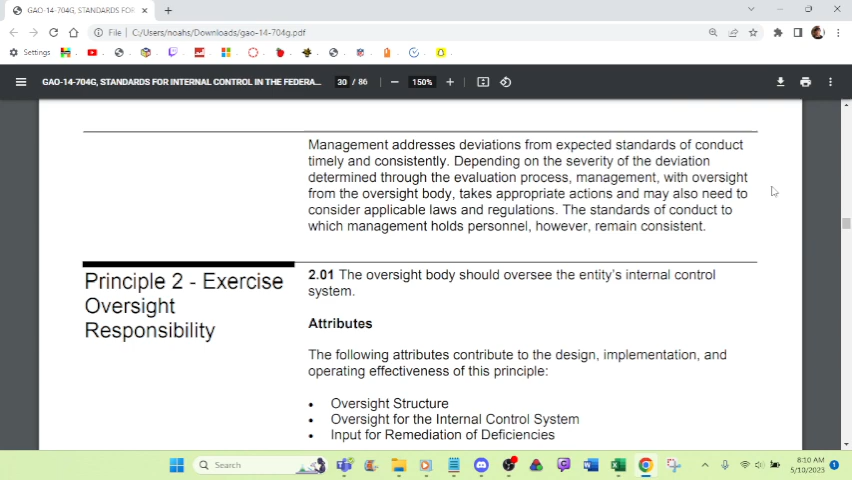 GAO-14-704G, STANDARDS FOR
File C:/Users/noahs/Downloads/gao-14-704g.pdf
Settings
GAO-14-704G, STANDARDS FOR INTERNAL CONTROL IN THE FEDERA... 30 / 86 − 150% +
Management addresses deviations from expected standards of conduct
timely and consistently. Depending on the severity of the deviation
determined through the evaluation process, management, with oversight
from the oversight body, takes appropriate actions and may also need to
consider applicable laws and regulations. The standards of conduct to
which management holds personnel, however, remain consistent.
Principle 2 - Exercise
Oversight
Responsibility
2.01 The oversight body should oversee the entity's internal control
system.
Attributes
The following attributes contribute to the design, implementation, and
operating effectiveness of this principle:
• Oversight Structure
• Oversight for the Internal Control System
• Input for Remediation of Deficiencies
Search
8:10 AM
5/10/2023